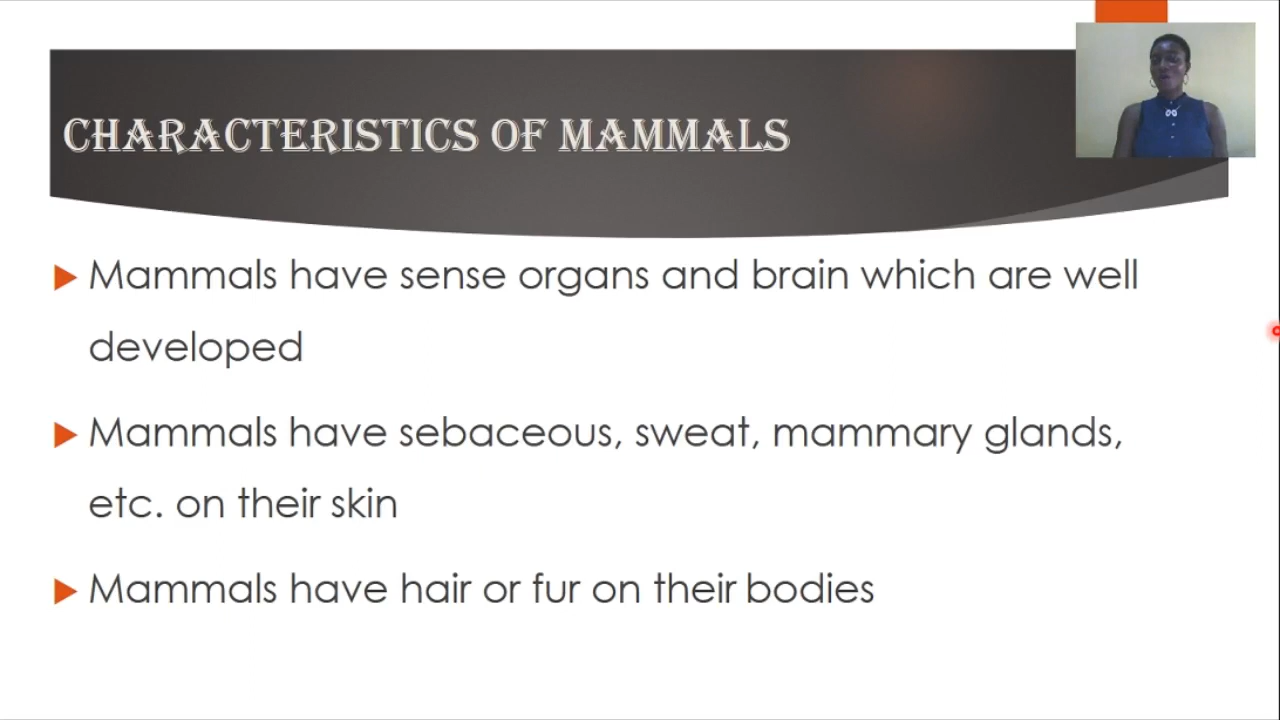 CHARACTERISTICS OF MAMMALS
Mammals have sense organs and brain which are well
developed
Mammals have sebaceous, sweat, mammary glands,
etc. on their skin
Mammals have hair or fur on their bodies